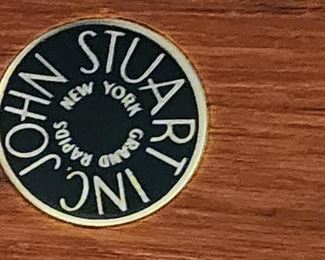 JOHN STUART INC.
NEW YORK
GRAND RAPIDS